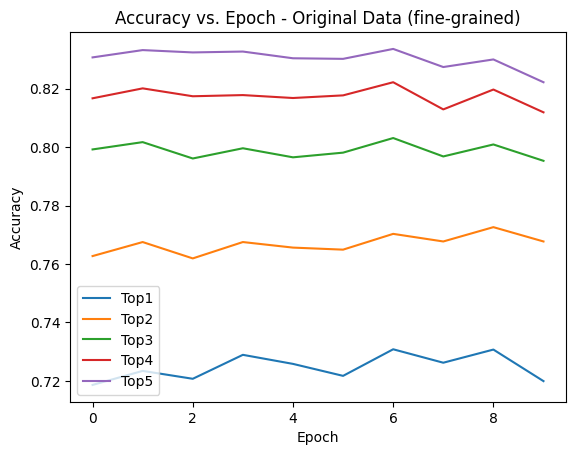 Accuracy vs. Epoch - Original Data (fine-grained)
Accuracy
0.82
0.80
0.78
0.76
0.74
0.72
Top1
Top2
Top3
Top4
Top5
0 2 4 6 8
Epoch